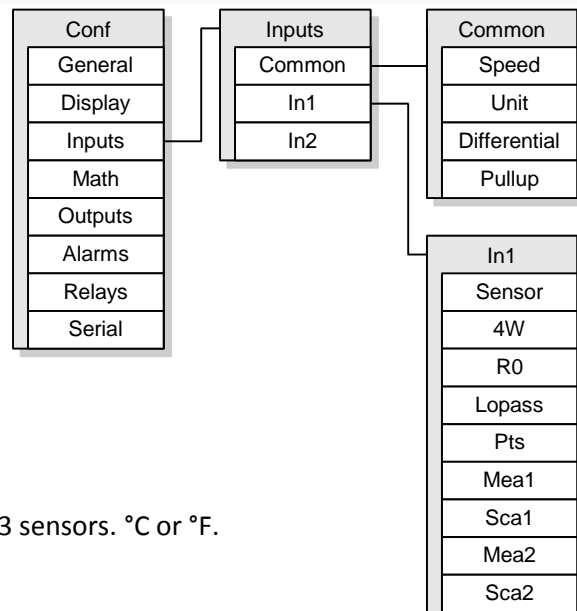 Conf
General
Display
Inputs
Math
Outputs
Alarms
Relays
Serial
Inputs
Common
In1
In2
Common
Speed
Unit
Differential
Pullup
In1
Sensor
4W
R0
Lopass
Pts
Mea1
Sca1
Mea2
Sca2
3 sensors. °C or °F.